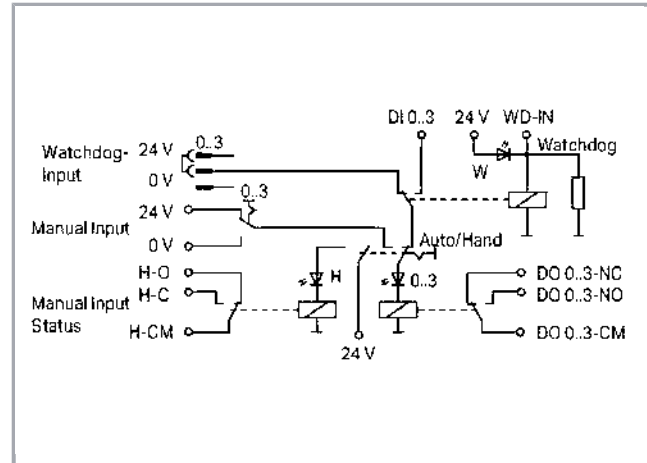 DI 0..3 24 V WD-IN
Watchdog-
Input
24 V 0..3
0 V
Watchdog
W
0..3
Manual Input
24 V
0 V
Auto/Hand
H-O
H-C
H-CM
Manual input
Status
H
0..3
24 V
DO 0..3-NC
DO 0..3-NO
DO 0..3-CM